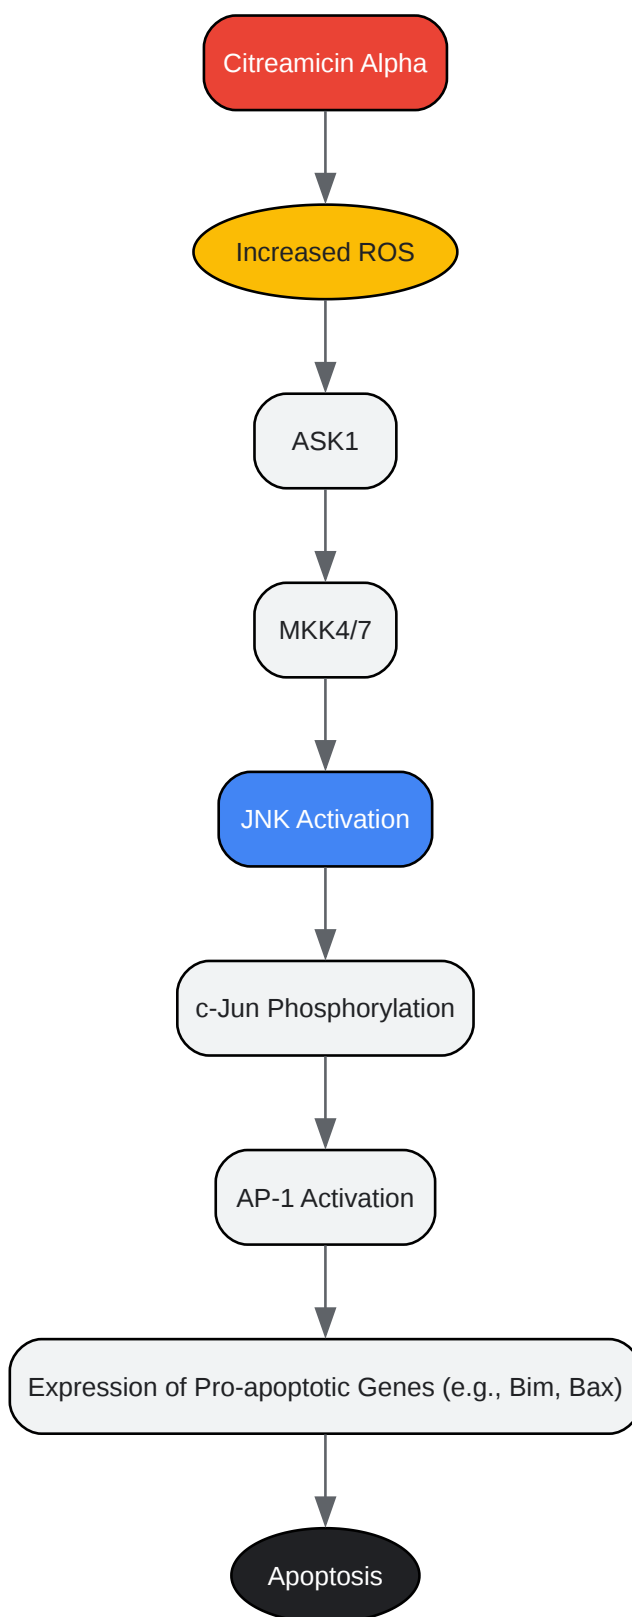 Citreamicin Alpha
Increased ROS
ASK1
MKK4/7
JNK Activation
c-Jun Phosphorylation
AP-1 Activation
Expression of Pro-apoptotic Genes (e.g., Bim, Bax)
Apoptosis